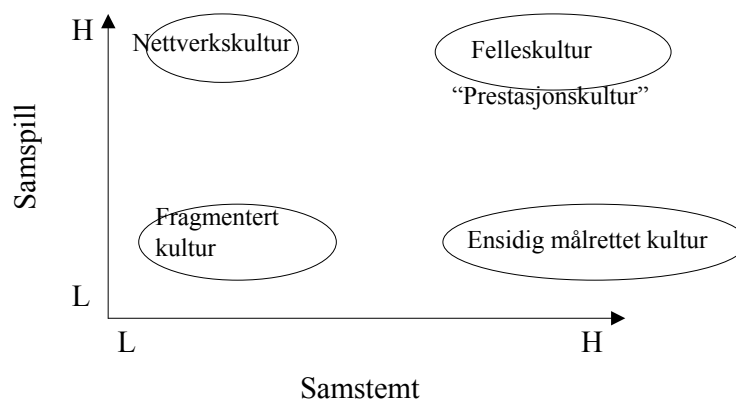 H
Nettverkskultur
Felleskultur
“Prestasjonskultur”
Samspill
Fragmentert
kultur
Ensidig målrettet kultur
L
L
H
Samstemt